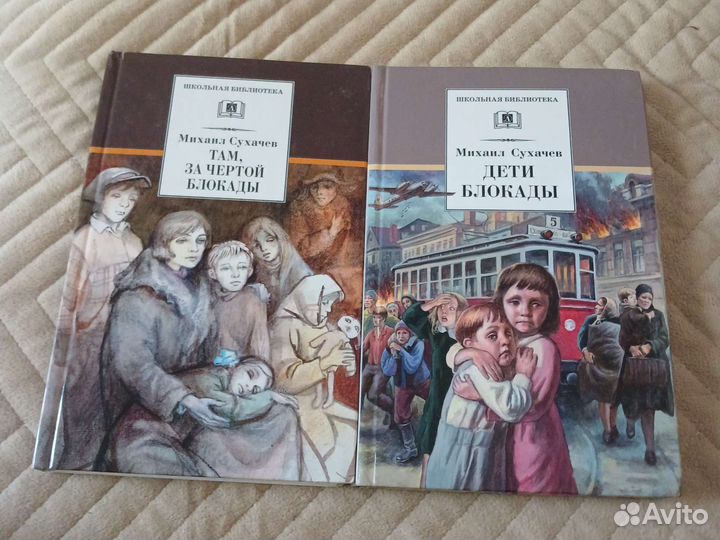 ШКОЛЬНАЯ БИБЛИОТЕКА
Михаил Сухачев
ТАМ,
ЗА ЧЕРТОЙ
БЛОКАДЫ
ШКОЛЬНАЯ БИБЛИОТЕКА
Михаил Сухачев
ДЕТИ
БЛОКАДЫ
5
Avito